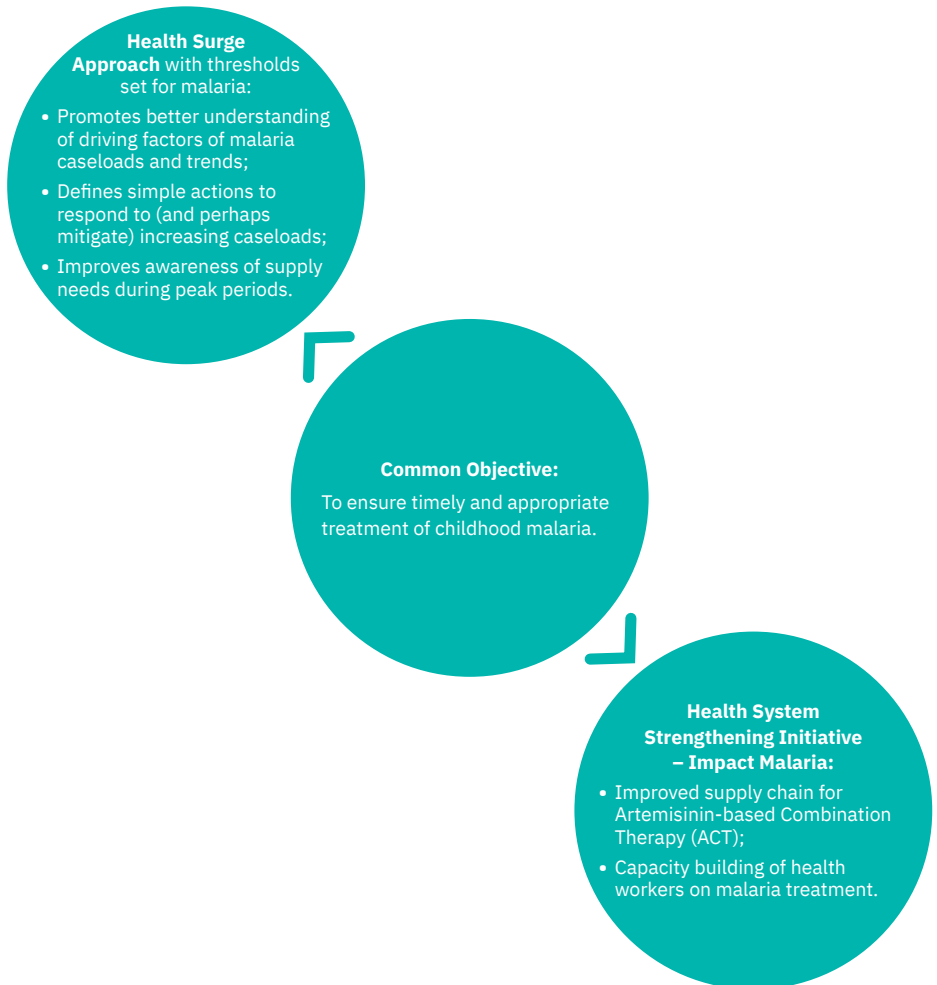 Health Surge
Approach with thresholds
set for malaria:
• Promotes better understanding
of driving factors of malaria
caseloads and trends;
• Defines simple actions to
respond to (and perhaps
mitigate) increasing caseloads;
• Improves awareness of supply
needs during peak periods.
Common Objective:
To ensure timely and appropriate
treatment of childhood malaria.
Health System
Strengthening Initiative
– Impact Malaria:
• Improved supply chain for
Artemisinin-based Combination
Therapy (ACT);
• Capacity building of health
workers on malaria treatment.